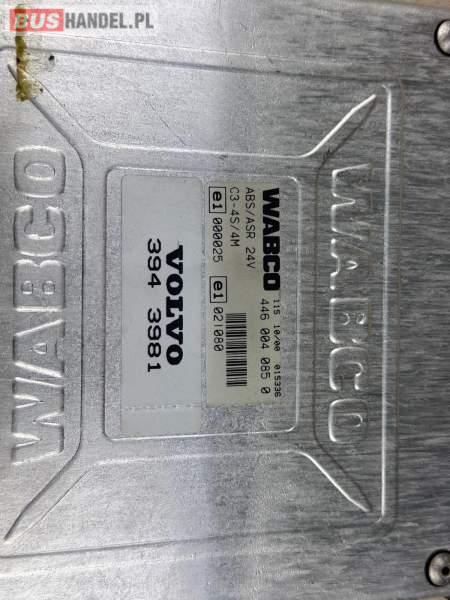 BUSHANDEL.PL
WABCO
WABCO 115 10/00 015336
446 004 085 0
ABS/ASR 24V
C3-4S/4M
e1 000025 e1 021080
VOLVO
394 3981
WABCO